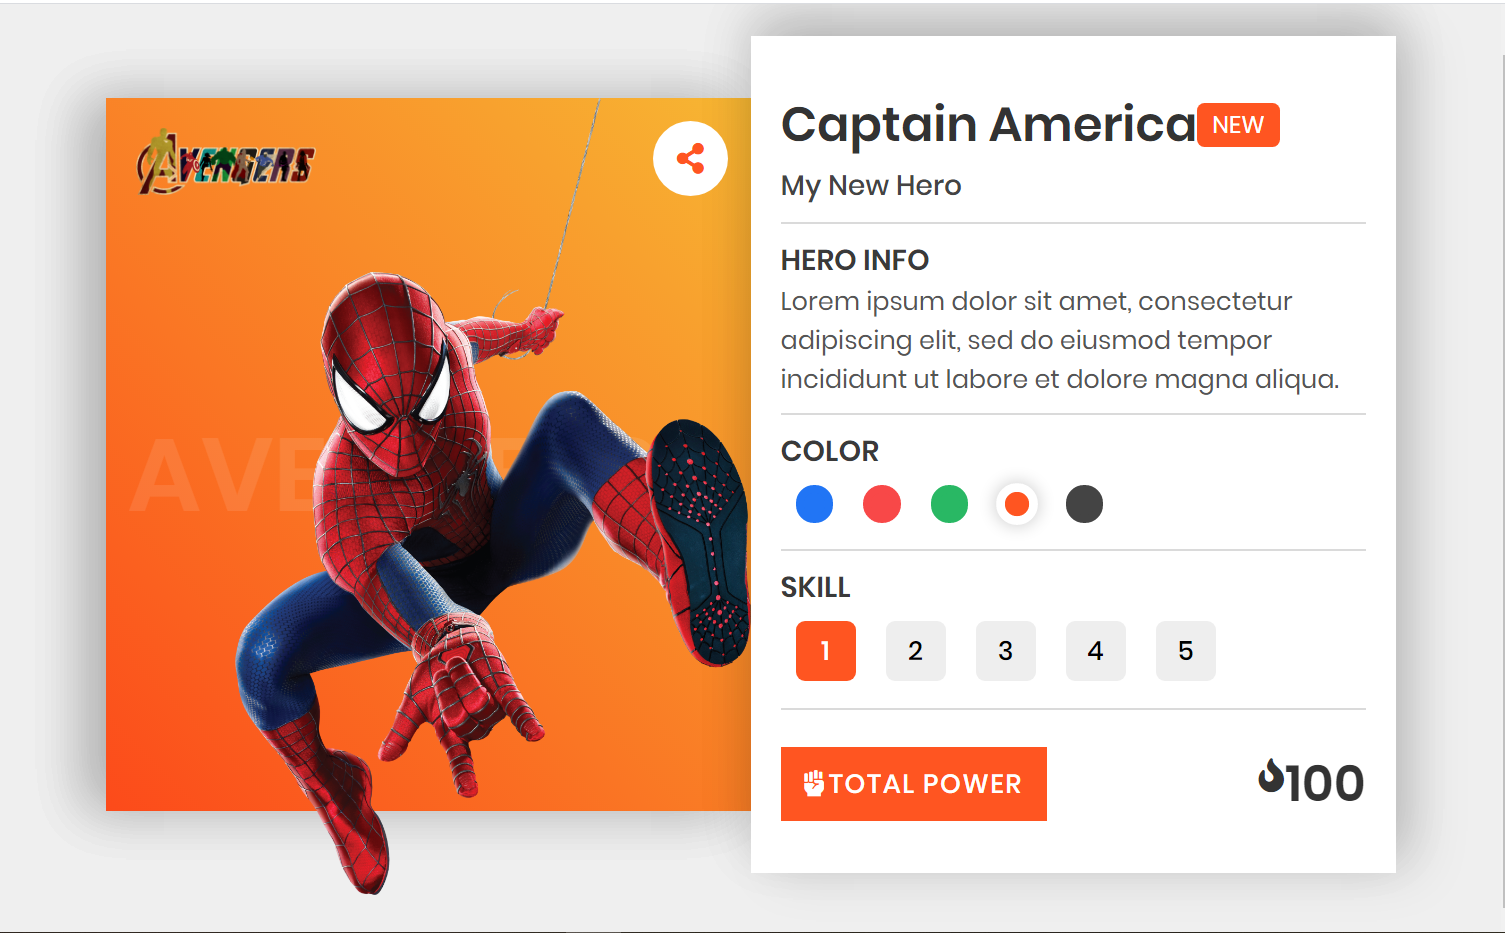 AVENGERS
AVE
Captain America NEW
My New Hero
HERO INFO
Lorem ipsum dolor sit amet, consectetur
adipiscing elit, sed do eiusmod tempor
incididunt ut labore et dolore magna aliqua.
COLOR
SKILL
1 2 3 4 5
TOTAL POWER 100